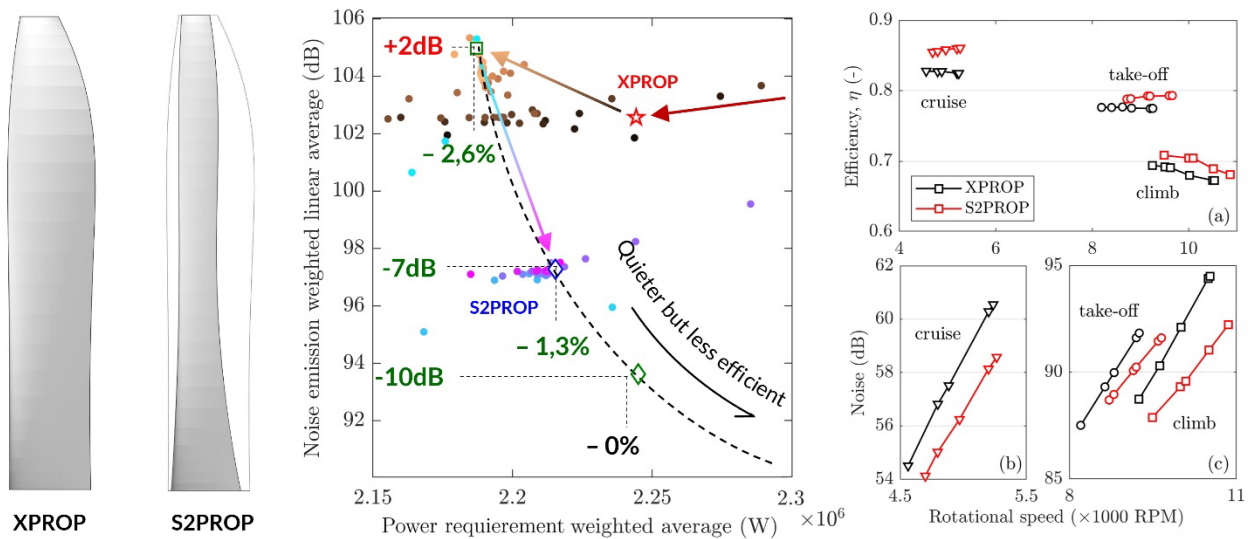 XPROP
S2PROP
Noise emission weighted linear average (dB)
106
104
102
100
98
96
94
92
+2dB
-7dB
-10dB
XPROP
– 2,6%
S2PROP
– 1,3%
– 0%
Quieter but less efficient
2.15
2.2
2.25
2.3
×10⁶
Power requierement weighted average (W)
Efficiency, η (-)
0.9
0.8
0.7
0.6
cruise
take-off
climb
XPROP
S2PROP
(a)
4
6
8
10
Noise (dB)
62
60
58
56
54
cruise
(b)
4.5
5.5
95
90
85
take-off
climb
(c)
8
11
Rotational speed (×1000 RPM)